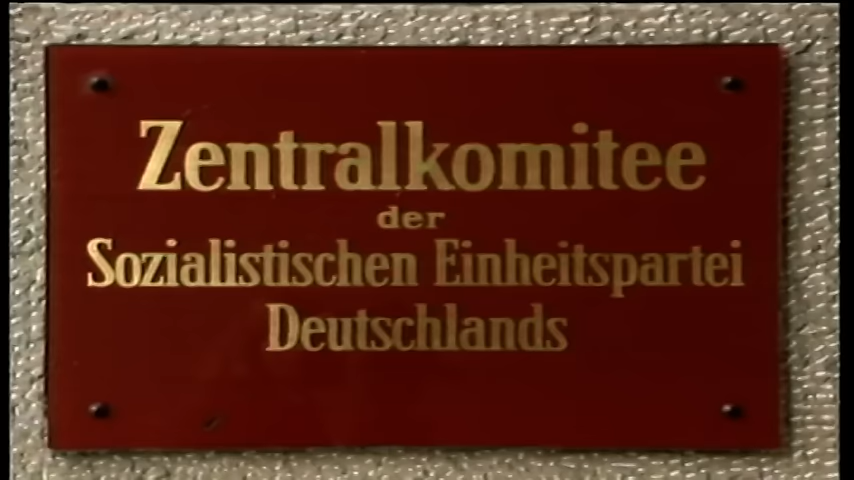 Zentralkomitee
der
Sozialistischen Einheitspartei
Deutschlands